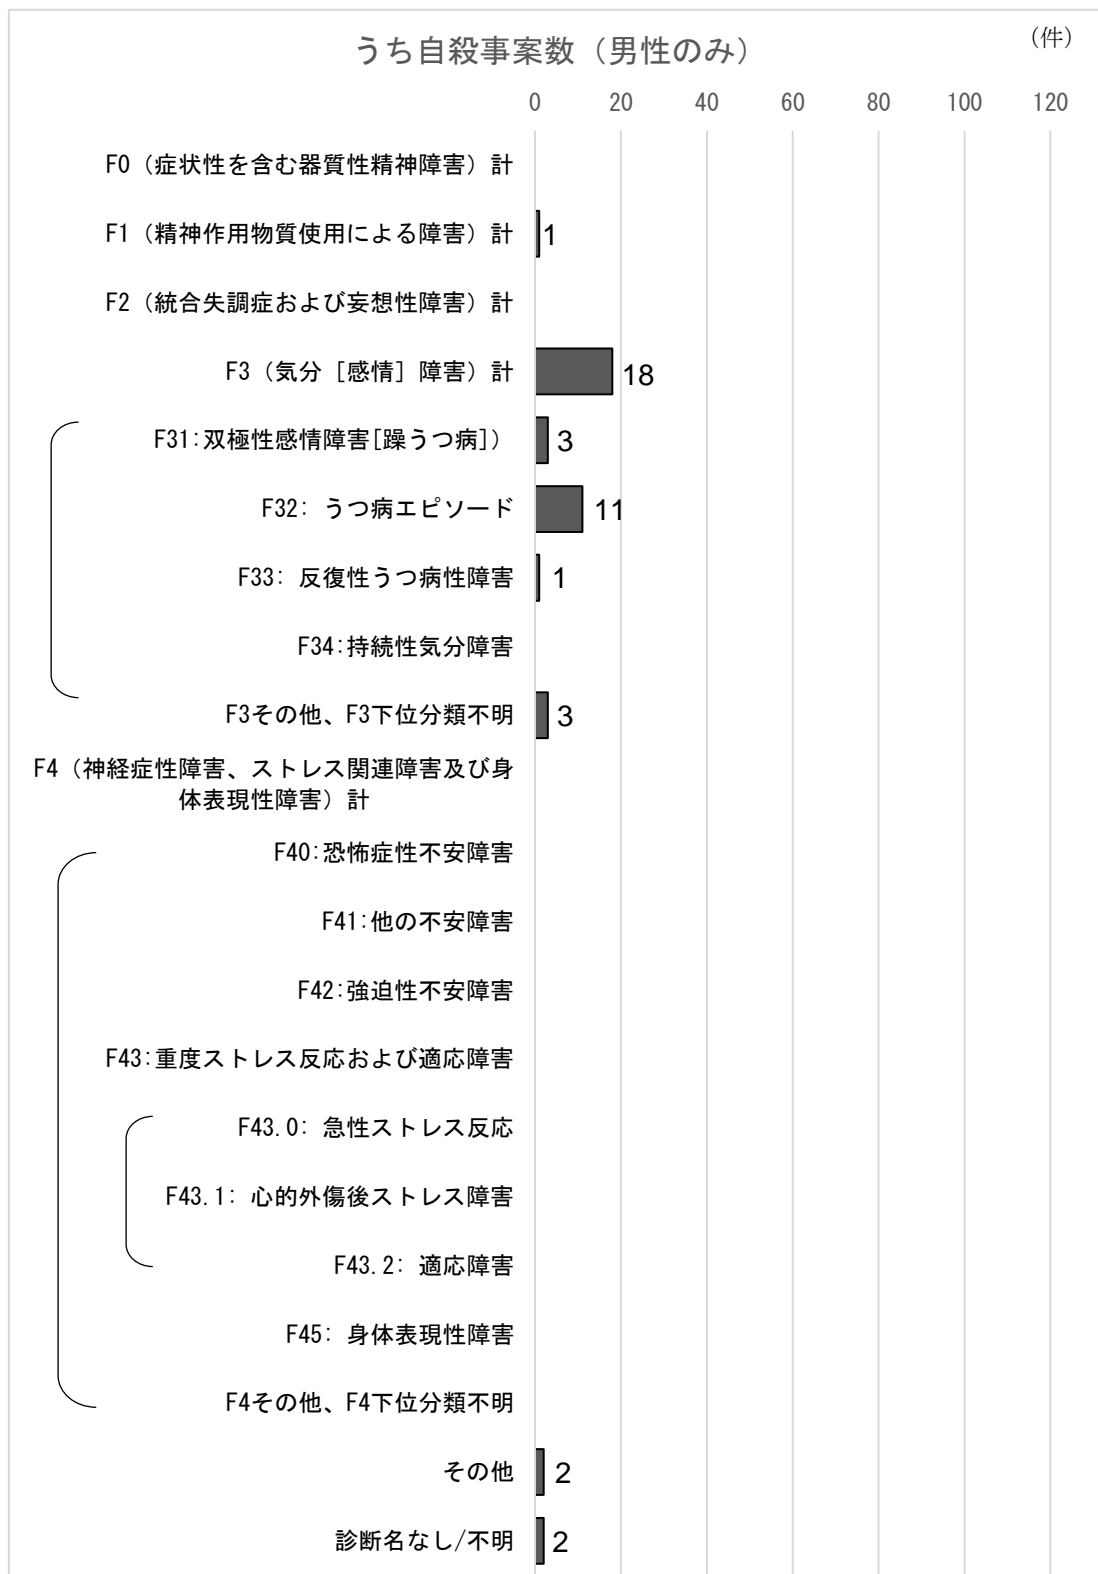 うち自殺事案数（男性のみ）
（件）
0 20 40 60 80 100 120
F0（症状性を含む器質性精神障害）計
F1（精神作用物質使用による障害）計 1
F2（統合失調症および妄想性障害）計
F3（気分［感情］障害）計 18
F31:双極性感情障害[躁うつ病]） 3
F32: うつ病エピソード 11
F33: 反復性うつ病性障害 1
F34:持続性気分障害
F3その他、F3下位分類不明 3
F4（神経症性障害、ストレス関連障害及び身
体表現性障害）計
F40:恐怖症性不安障害
F41:他の不安障害
F42:強迫性不安障害
F43:重度ストレス反応および適応障害
F43.0: 急性ストレス反応
F43.1: 心的外傷後ストレス障害
F43.2: 適応障害
F45: 身体表現性障害
F4その他、F4下位分類不明
その他 2
診断名なし/不明 2